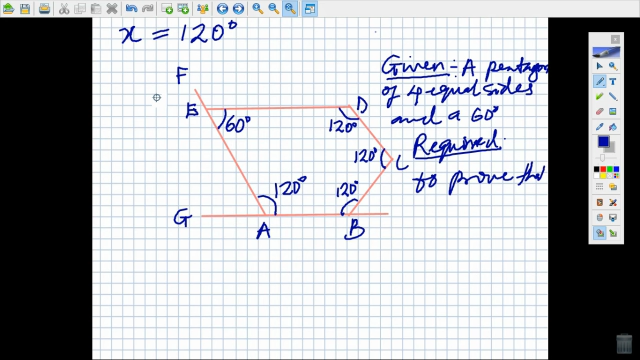 x = 120°
F
Given:- A pentagon
of 4 equal sides
and a 60°
Required:
to prove that
E
60°
D
120°
120°
C
120°
120°
G
A
B